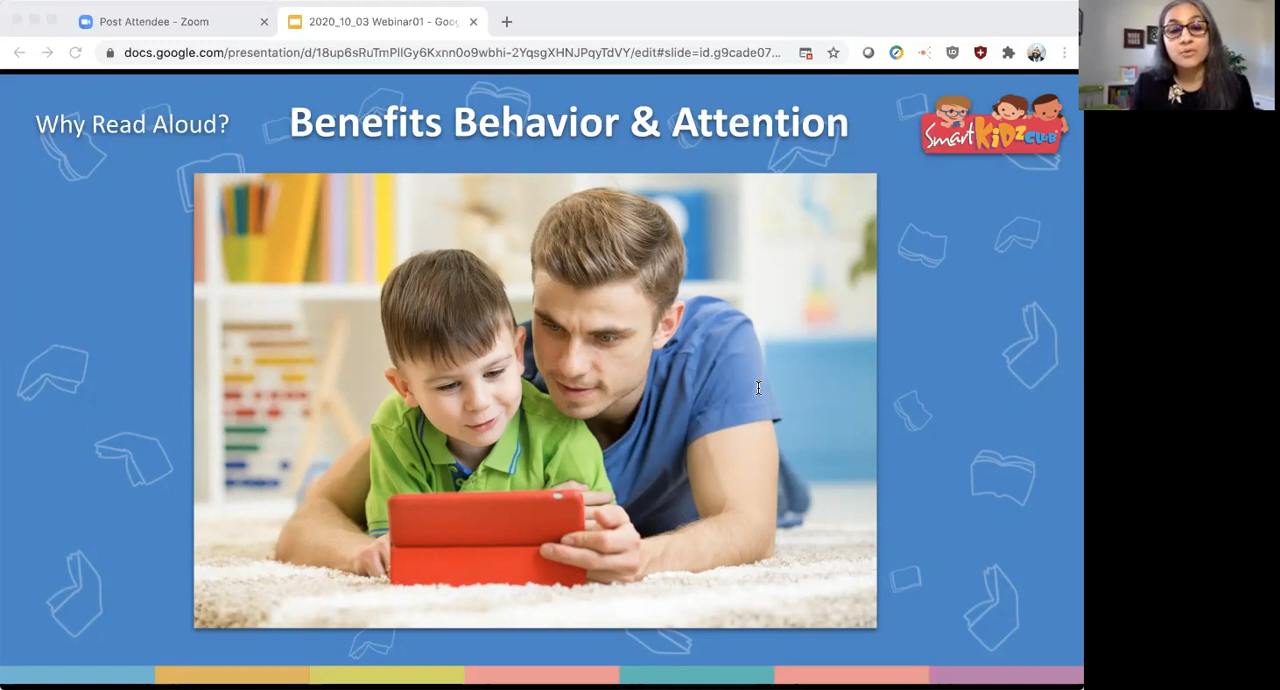 Post Attendee - Zoom
2020_10_03 Webinar01 - Goo
docs.google.com/presentation/d/18up6sRuTmPllGy6Kxnn0o9wbhi-2YqsgXHNJPqyTdVY/edit#slide=id.g9cade07...
Why Read Aloud?
Benefits Behavior & Attention
Smart KiDZ CLUB